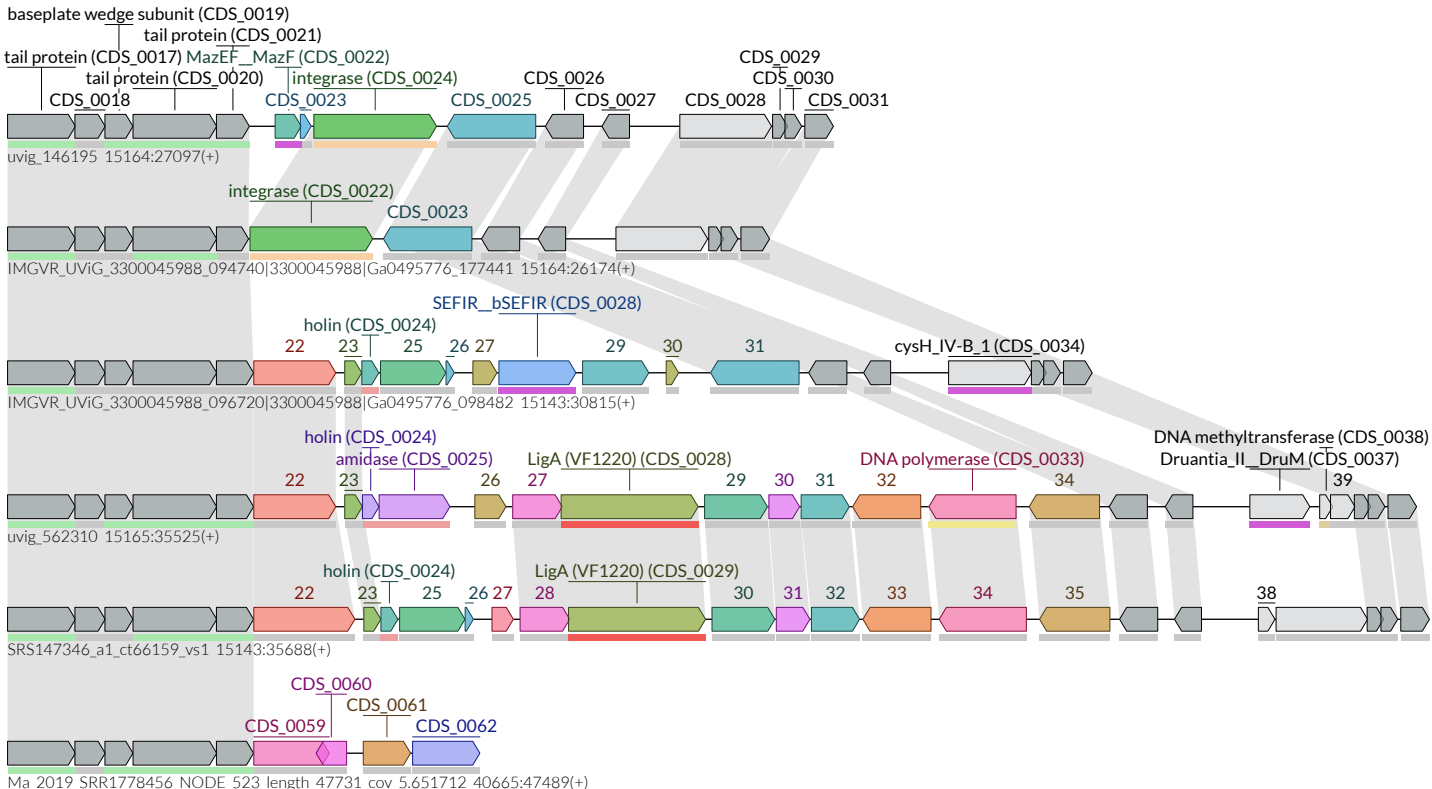 baseplate wedge subunit (CDS_0019)
tail protein (CDS_0021)
tail protein (CDS_0017) MazEF__MazF (CDS_0022) CDS_0029
tail protein (CDS_0020) integrase (CDS_0024) CDS_0026 CDS_0030
CDS_0018 CDS_0023 CDS_0025 CDS_0027 CDS_0028 CDS_0031
uvig_146195 15164:27097(+)
integrase (CDS_0022)
CDS_0023
IMGVR_UViG_3300045988_094740|3300045988|Ga0495776_177441 15164:26174(+)
SEFIR__bSEFIR (CDS_0028)
holin (CDS_0024)
22 23 25 26 27 29 30 31 cysH_IV-B_1 (CDS_0034)
IMGVR_UViG_3300045988_096720|3300045988|Ga0495776_098482 15143:30815(+)
holin (CDS_0024) DNA methyltransferase (CDS_0038)
amidase (CDS_0025) LigA (VF1220) (CDS_0028) DNA polymerase (CDS_0033) Druantia_II__DruM (CDS_0037)
22 23 26 27 29 30 31 32 34 39
uvig_562310 15165:35525(+)
holin (CDS_0024) LigA (VF1220) (CDS_0029)
22 23 25 26 27 28 30 31 32 33 34 35 38
SRS147346_a1_ct66159_vs1 15143:35688(+)
CDS_0060
CDS_0061
CDS_0059 CDS_0062
Ma_2019_SRR1778456_NODE_523_length_47731_cov_5.651712 40665:47489(+)